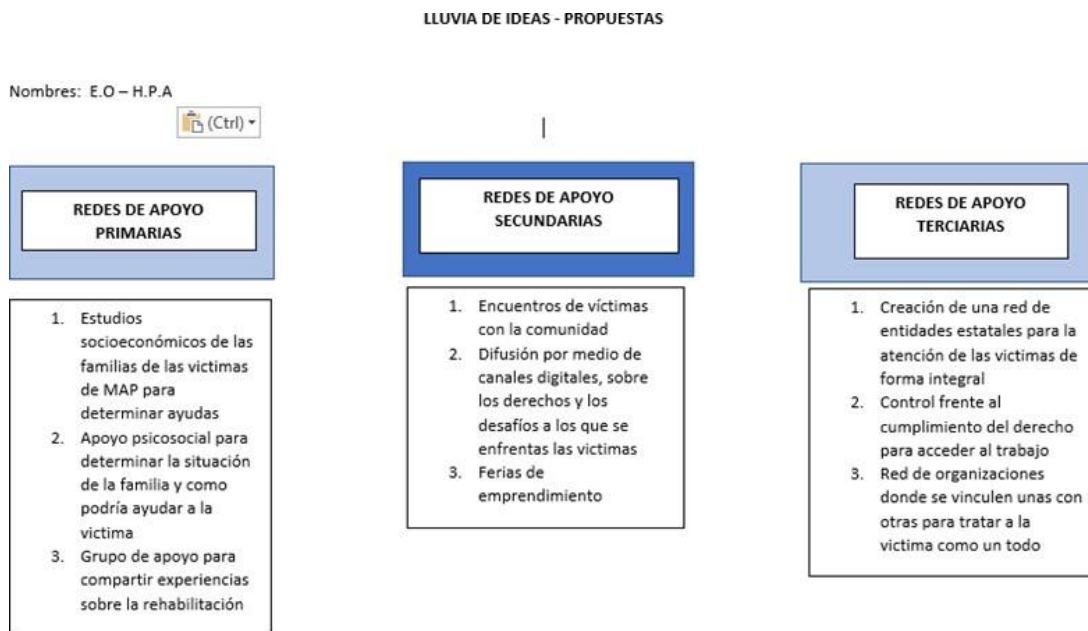 LLUVIA DE IDEAS - PROPUESTAS
Nombres: E.O – H.P.A
(Ctrl)
REDES DE APOYO
PRIMARIAS
1. Estudios
socioeconómicos de las
familias de las victimas
de MAP para
determinar ayudas
2. Apoyo psicosocial para
determinar la situación
de la familia y como
podría ayudar a la
victima
3. Grupo de apoyo para
compartir experiencias
sobre la rehabilitación
REDES DE APOYO
SECUNDARIAS
1. Encuentros de víctimas
con la comunidad
2. Difusión por medio de
canales digitales, sobre
los derechos y los
desafíos a los que se
enfrentas las victimas
3. Ferias de
emprendimiento
REDES DE APOYO
TERCIARIAS
1. Creación de una red de
entidades estatales para la
atención de las victimas de
forma integral
2. Control frente al
cumplimiento del derecho
para acceder al trabajo
3. Red de organizaciones
donde se vinculen unas con
otras para tratar a la
victima como un todo